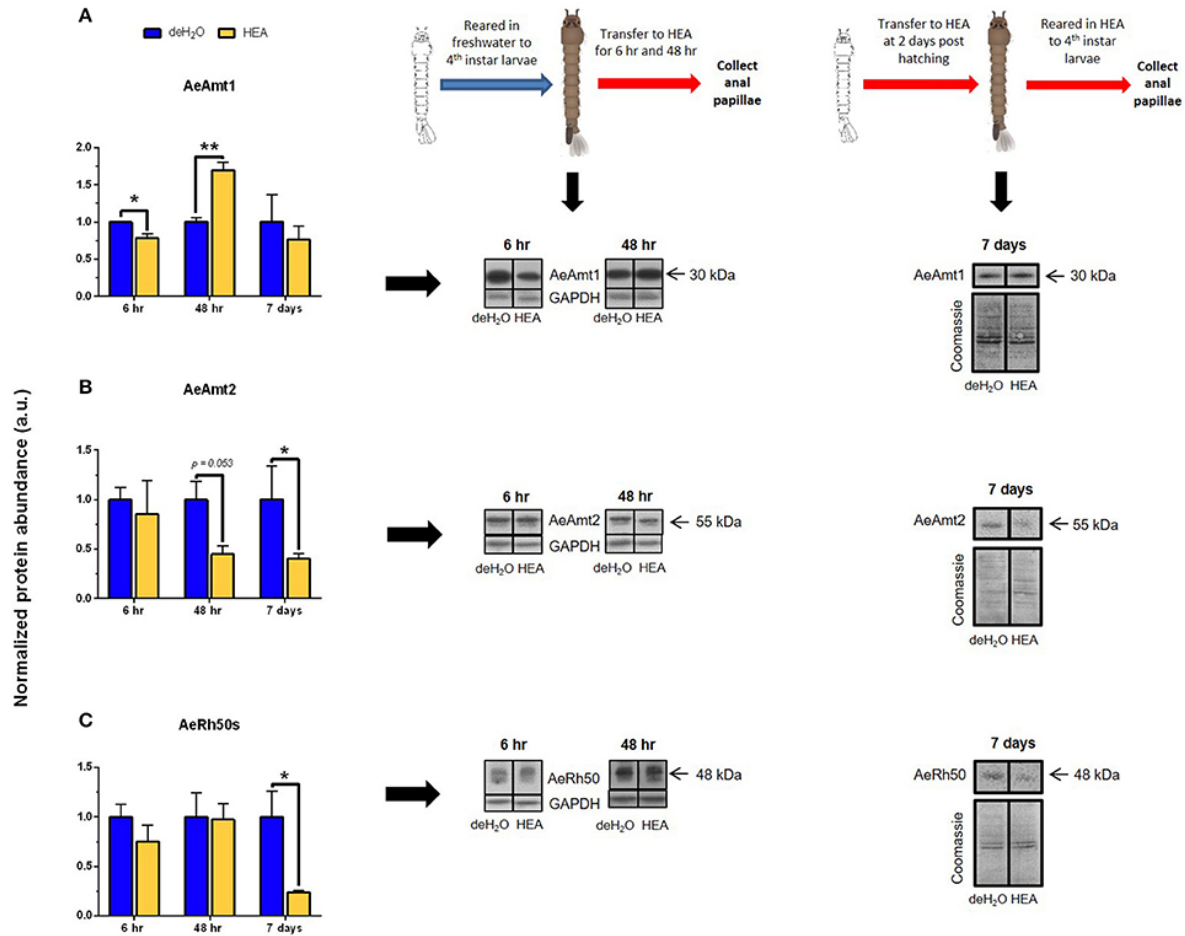 A
deH₂O HEA
AeAmt1
2.0
1.5
1.0
0.5
0.0
*
**
6 hr 48 hr 7 days
Reared in
freshwater to
4th instar larvae
Transfer to HEA
for 6 hr and 48 hr
Collect
anal
papillae
Transfer to HEA
at 2 days post
hatching
Reared in HEA
to 4th instar
larvae
Collect
anal
papillae
6 hr 48 hr
AeAmt1 30 kDa
GAPDH
deH₂O HEA deH₂O HEA
7 days
AeAmt1 30 kDa
Coomassie
deH₂O HEA
Normalized protein abundance (a.u.)
B
AeAmt2
1.5
1.0
0.5
0.0
p = 0.053
*
6 hr 48 hr 7 days
6 hr 48 hr
AeAmt2 55 kDa
GAPDH
deH₂O HEA deH₂O HEA
7 days
AeAmt2 55 kDa
Coomassie
deH₂O HEA
C
AeRh50s
1.5
1.0
0.5
0.0
*
6 hr 48 hr 7 days
6 hr 48 hr
AeRh50 48 kDa
GAPDH
deH₂O HEA deH₂O HEA
7 days
AeRh50 48 kDa
Coomassie
deH₂O HEA